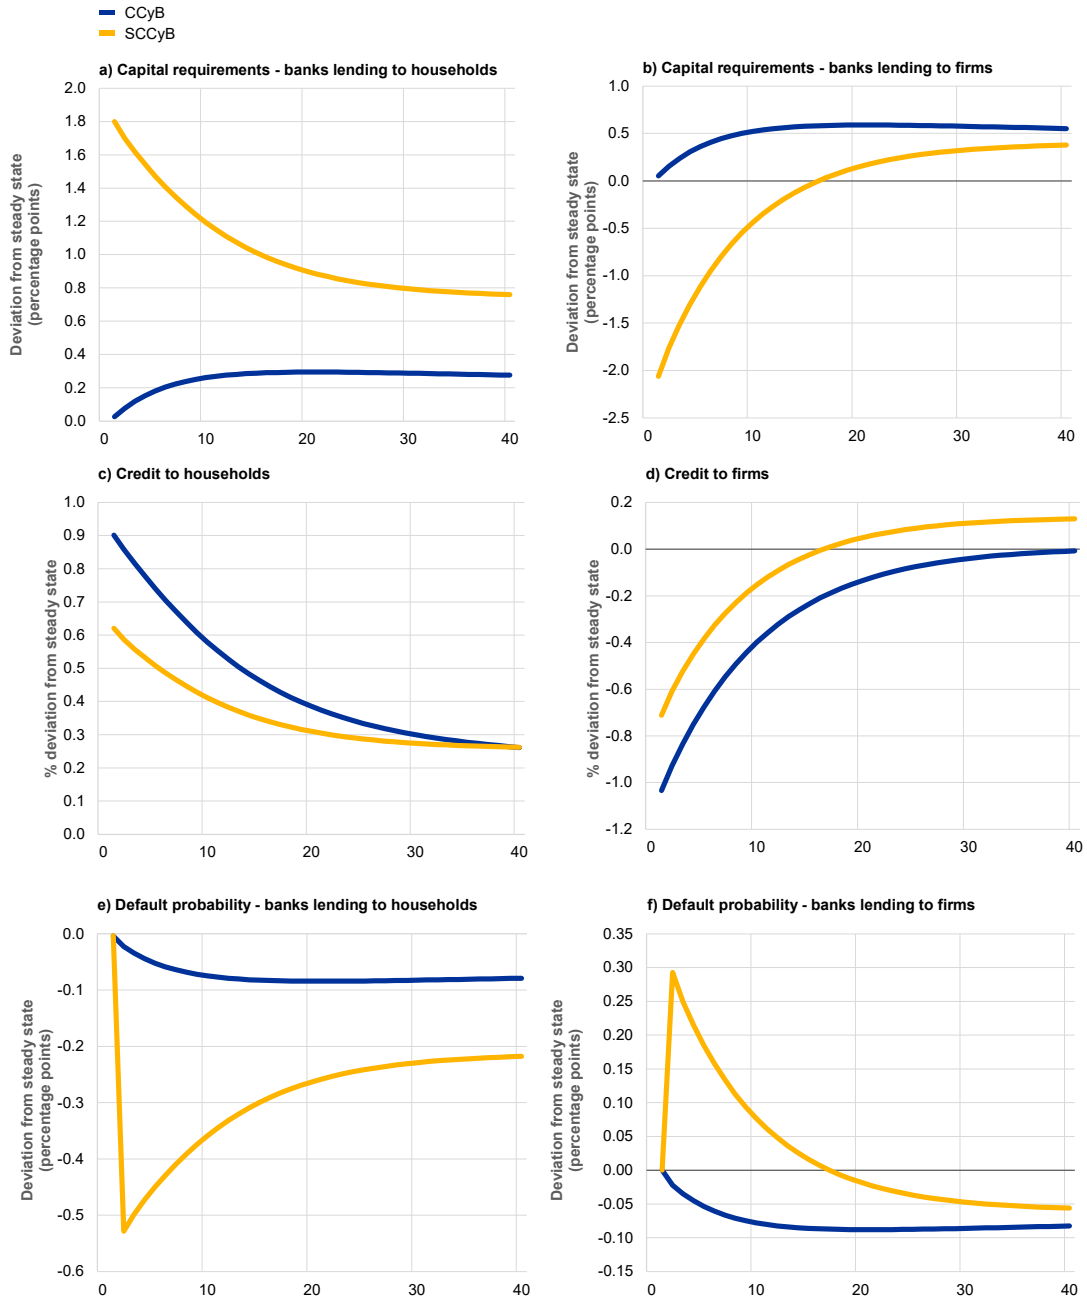 CCyB
SCCyB
a) Capital requirements - banks lending to households
Deviation from steady state
(percentage points)
2.0
1.8
1.6
1.4
1.2
1.0
0.8
0.6
0.4
0.2
0.0
0 10 20 30 40
b) Capital requirements - banks lending to firms
Deviation from steady state
(percentage points)
1.0
0.5
0.0
-0.5
-1.0
-1.5
-2.0
-2.5
0 10 20 30 40
c) Credit to households
% deviation from steady state
1.0
0.9
0.8
0.7
0.6
0.5
0.4
0.3
0.2
0.1
0.0
0 10 20 30 40
d) Credit to firms
% deviation from steady state
0.2
0.0
-0.2
-0.4
-0.6
-0.8
-1.0
-1.2
0 10 20 30 40
e) Default probability - banks lending to households
Deviation from steady state
(percentage points)
0.0
-0.1
-0.2
-0.3
-0.4
-0.5
-0.6
0 10 20 30 40
f) Default probability - banks lending to firms
Deviation from steady state
(percentage points)
0.35
0.30
0.25
0.20
0.15
0.10
0.05
0.00
-0.05
-0.10
-0.15
0 10 20 30 40